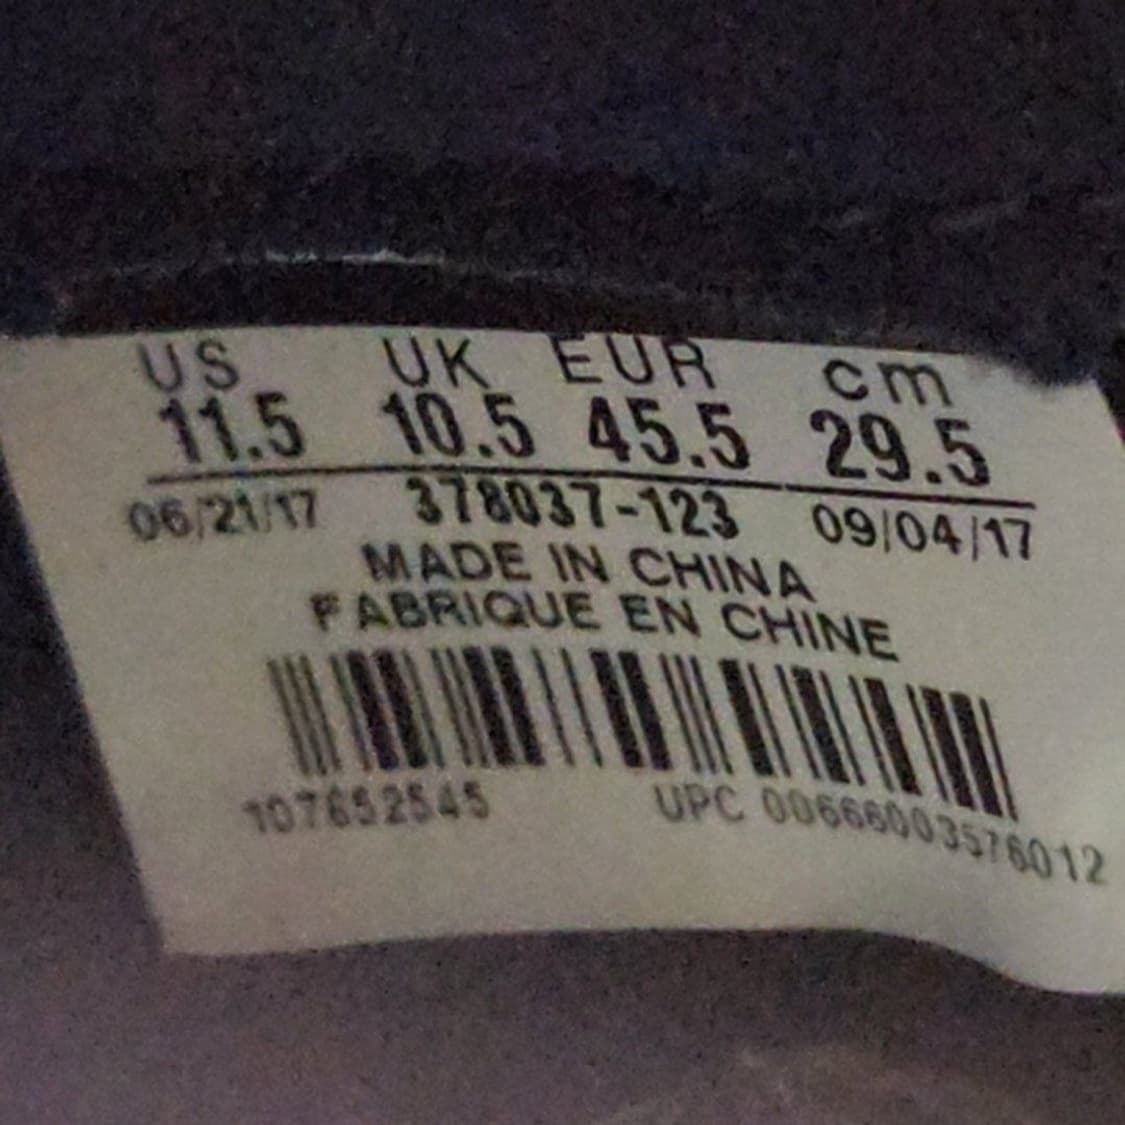 US UK EUR cm
11.5 10.5 45.5 29.5
06/21/17 378037-123 09/04/17
MADE IN CHINA
FABRIQUE EN CHINE
107652545 UPC 00666003576012